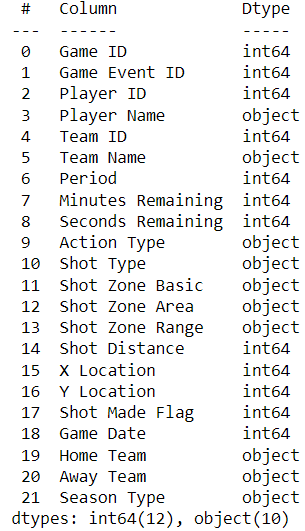 #   Column             Dtype
---  ------             -----
0   Game ID            int64
1   Game Event ID      int64
2   Player ID          int64
3   Player Name        object
4   Team ID            int64
5   Team Name          object
6   Period             int64
7   Minutes Remaining  int64
8   Seconds Remaining  int64
9   Action Type        object
10  Shot Type          object
11  Shot Zone Basic    object
12  Shot Zone Area     object
13  Shot Zone Range    object
14  Shot Distance      int64
15  X Location         int64
16  Y Location         int64
17  Shot Made Flag     int64
18  Game Date          int64
19  Home Team          object
20  Away Team          object
21  Season Type        object
dtypes: int64(12), object(10)